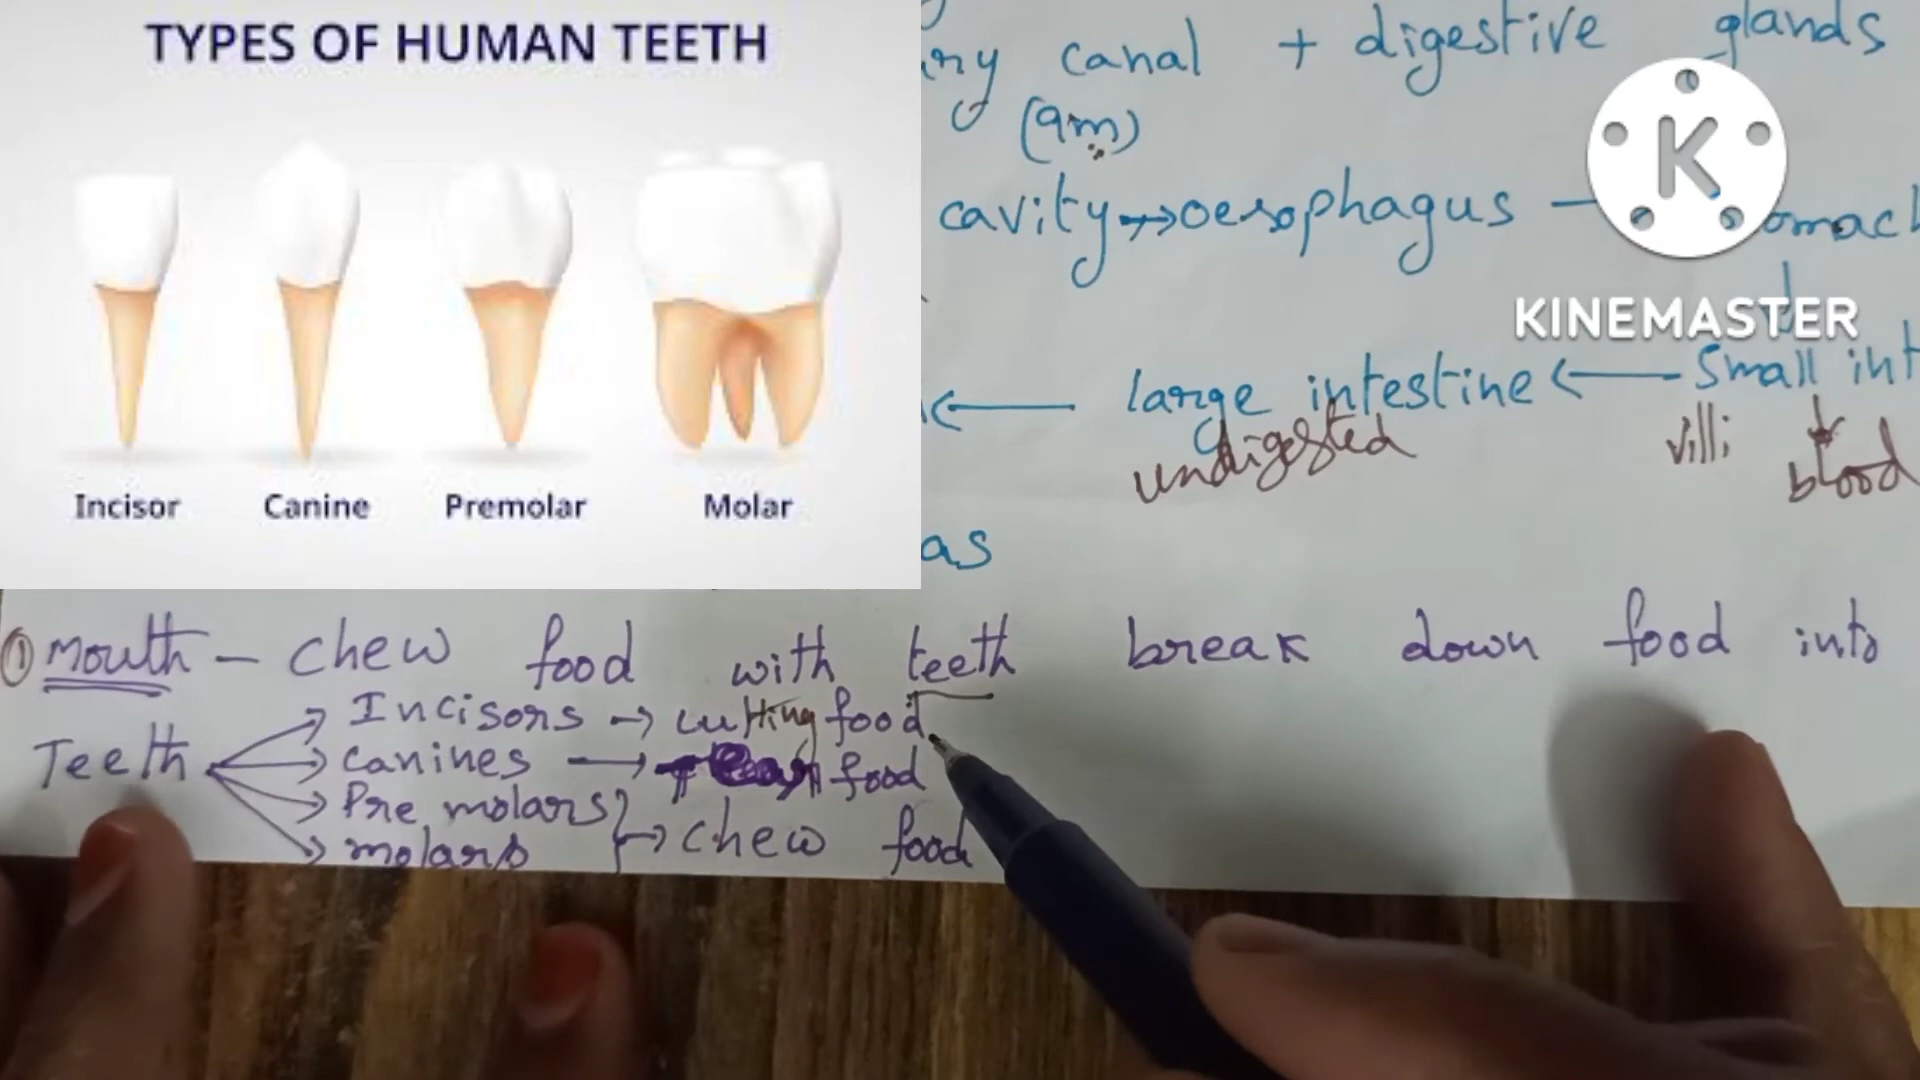 TYPES OF HUMAN TEETH
Incisor Canine Premolar Molar
canal + digestive glands
(9m)
cavity → oesophagus
KINEMASTER
← large intestine ← Small
undigested villi blood
① Mouth - chew food with teeth break down food into
Teeth
Incisors → cutting food
canines → food
Pre molars
molars
} → chew food